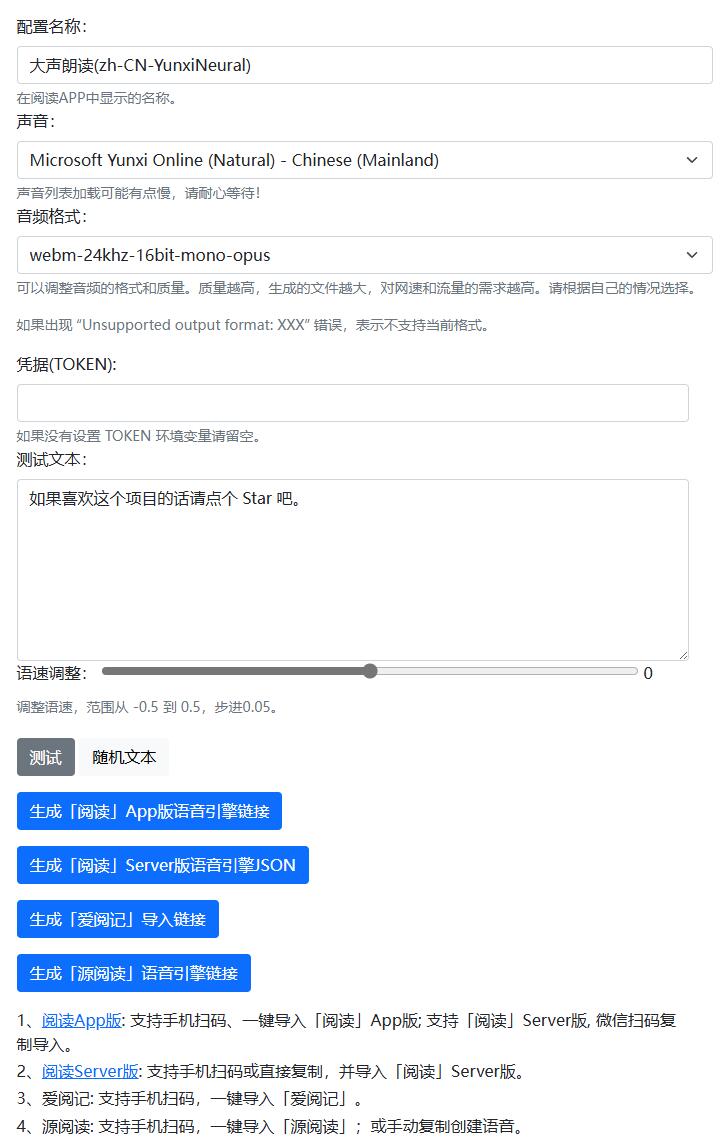 配置名称：
大声朗读(zh-CN-YunxiNeural)
在阅读APP中显示的名称。
声音：
Microsoft Yunxi Online (Natural) - Chinese (Mainland)
声音列表加载可能有点慢，请耐心等待！
音频格式：
webm-24khz-16bit-mono-opus
可以调整音频的格式和质量。质量越高，生成的文件越大，对网速和流量的需求越高。请根据自己的情况选择。
如果出现 “Unsupported output format: XXX” 错误，表示不支持当前格式。
凭据(TOKEN):
如果没有设置 TOKEN 环境变量请留空。
测试文本：
如果喜欢这个项目的话请点个 Star 吧。
语速调整： 0
调整语速，范围从 -0.5 到 0.5，步进0.05。
测试 随机文本
生成「阅读」App版语音引擎链接
生成「阅读」Server版语音引擎JSON
生成「爱阅记」导入链接
生成「源阅读」语音引擎链接
1、阅读App版: 支持手机扫码、一键导入「阅读」App版; 支持「阅读」Server版, 微信扫码复
制导入。
2、阅读Server版: 支持手机扫码或直接复制，并导入「阅读」Server版。
3、爱阅记: 支持手机扫码，一键导入「爱阅记」。
4、源阅读: 支持手机扫码，一键导入「源阅读」；或手动复制创建语音。